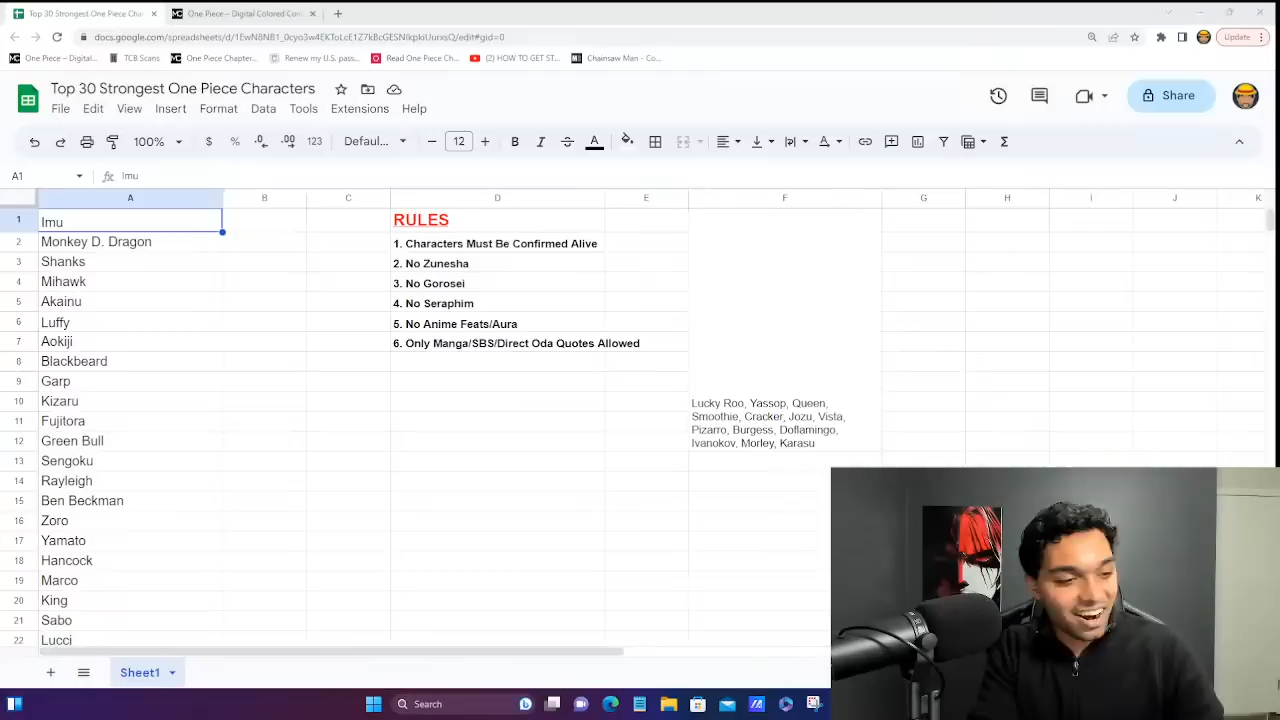 Top 30 Strongest One Piece Cha
One Piece – Digital Colored Com
docs.google.com/spreadsheets/d/1EwN8NB1_0cyo3w4EKToLcE1Z7kBcGESNIkpkiUurxsQ/edit#gid=0
Update
One Piece – Digital...
TCB Scans
One Piece Chapter...
Renew my U.S. pass...
Read One Piece Ch...
(2) HOW TO GET ST...
Chainsaw Man - Co...
Top 30 Strongest One Piece Characters
File Edit View Insert Format Data Tools Extensions Help
Share
100% $ % .0 .00 123 Defaul... − 12 + B I A
A1 fx Imu
A B C D E F G H I J K
1 Imu RULES
2 Monkey D. Dragon 1. Characters Must Be Confirmed Alive
3 Shanks 2. No Zunesha
4 Mihawk 3. No Gorosei
5 Akainu 4. No Seraphim
6 Luffy 5. No Anime Feats/Aura
7 Aokiji 6. Only Manga/SBS/Direct Oda Quotes Allowed
8 Blackbeard
9 Garp
10 Kizaru Lucky Roo, Yassop, Queen,
Smoothie, Cracker, Jozu, Vista,
11 Fujitora Pizarro, Burgess, Doflamingo,
12 Green Bull Ivanokov, Morley, Karasu
13 Sengoku
14 Rayleigh
15 Ben Beckman
16 Zoro
17 Yamato
18 Hancock
19 Marco
20 King
21 Sabo
22 Lucci
Sheet1
Search